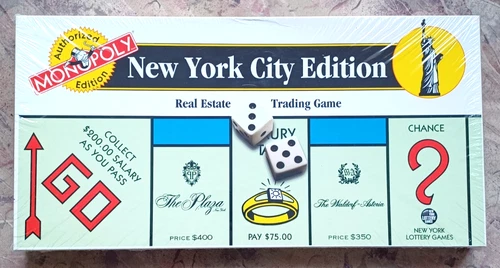 Authorized
MONOPOLY
Edition
New York City Edition
Real Estate
Trading Game
COLLECT
$200.00 SALARY
AS YOU PASS
GO
The Plaza
PRICE $400
PAY $75.00
The Waldorf-Astoria
PRICE $350
CHANCE
?
NEW YORK
LOTTERY GAMES